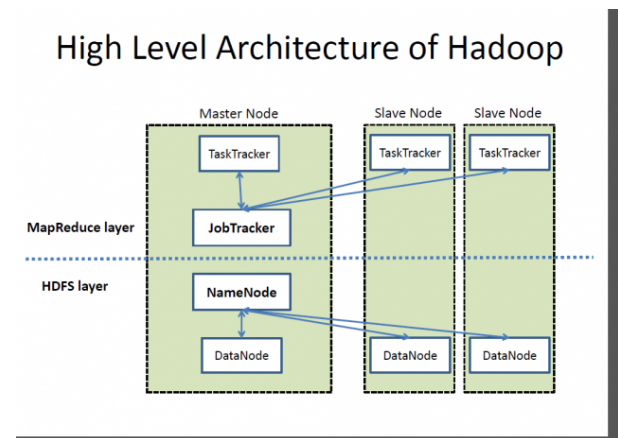 High Level Architecture of Hadoop
Master Node
Slave Node
Slave Node
TaskTracker
TaskTracker
TaskTracker
MapReduce layer
JobTracker
HDFS layer
NameNode
DataNode
DataNode
DataNode